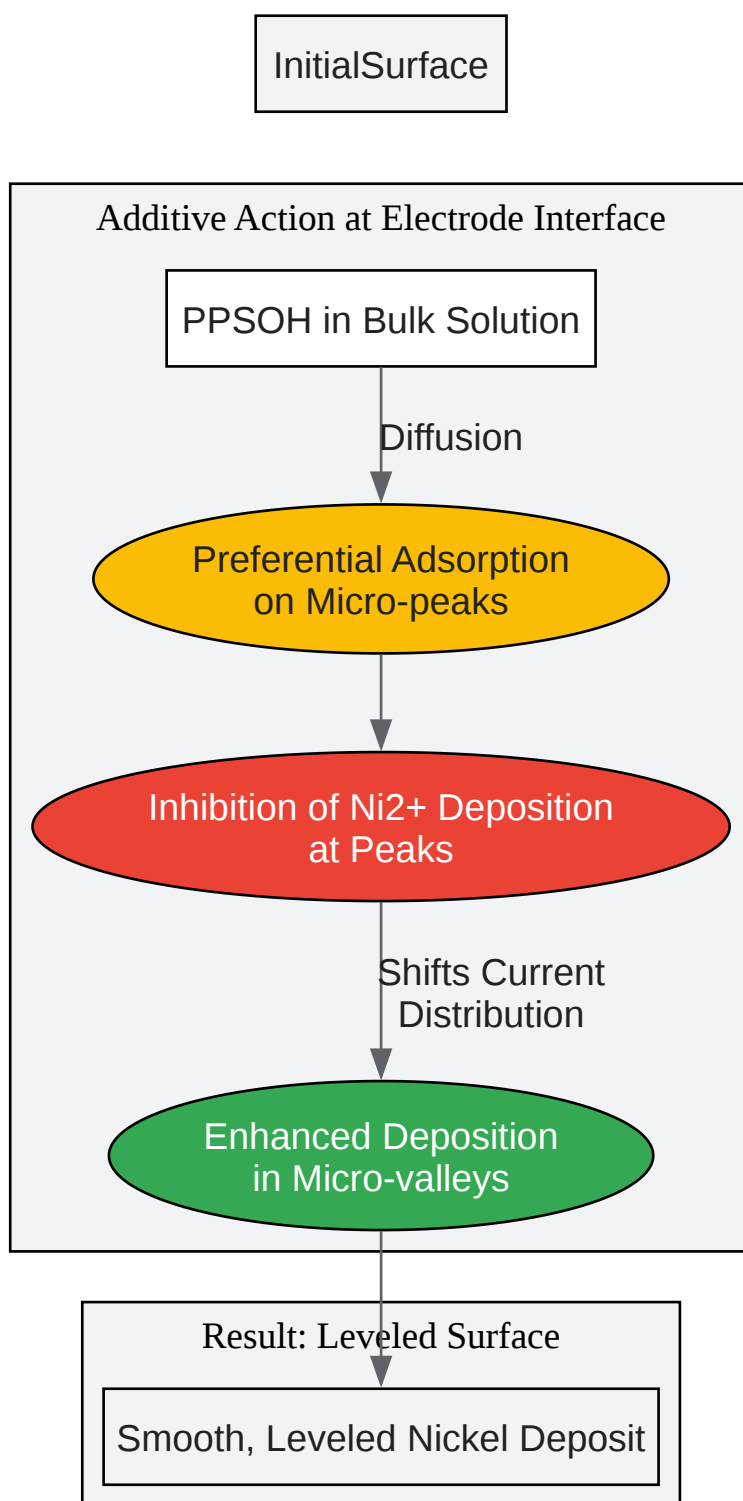 InitialSurface
Additive Action at Electrode Interface
PPSOH in Bulk Solution
Diffusion
Preferential Adsorption
on Micro-peaks
Inhibition of Ni2+ Deposition
at Peaks
Shifts Current
Distribution
Enhanced Deposition
in Micro-valleys
Result: Leveled Surface
Smooth, Leveled Nickel Deposit